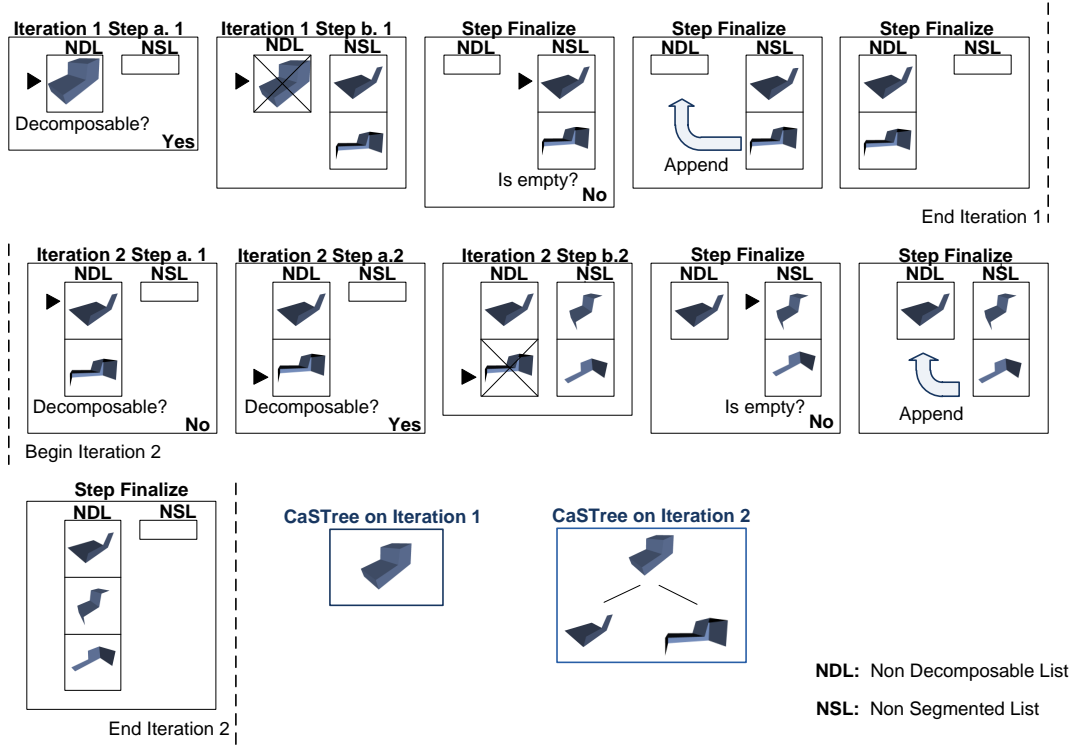 Iteration 1 Step a. 1
NDL NSL
Decomposable?
Yes
Iteration 1 Step b. 1
NDL NSL
Step Finalize
NDL NSL
Is empty?
No
Step Finalize
NDL NSL
Append
Step Finalize
NDL NSL
End Iteration 1
Iteration 2 Step a. 1
NDL NSL
Decomposable?
No
Iteration 2 Step a.2
NDL NSL
Decomposable?
Yes
Iteration 2 Step b.2
NDL NSL
Step Finalize
NDL NSL
Is empty?
No
Step Finalize
NDL NSL
Append
Begin Iteration 2
Step Finalize
NDL NSL
End Iteration 2
CaSTree on Iteration 1
CaSTree on Iteration 2
NDL: Non Decomposable List
NSL: Non Segmented List